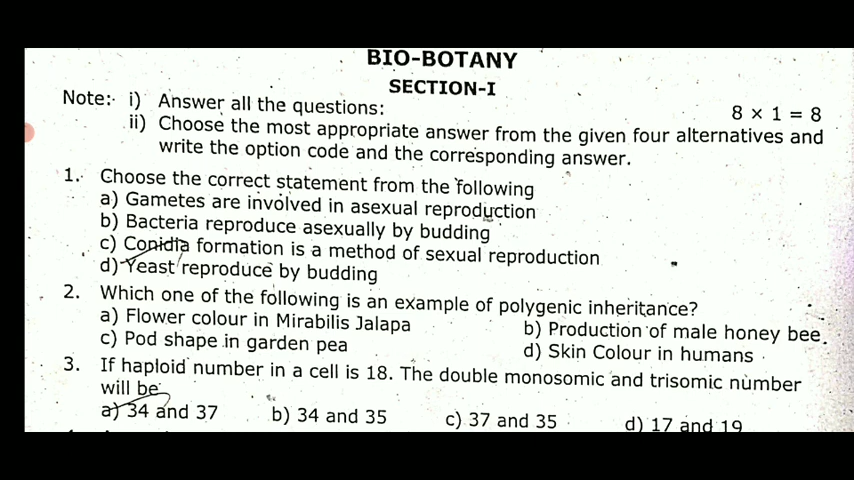 BIO-BOTANY
SECTION-I
Note:- i) Answer all the questions: 8 × 1 = 8
ii) Choose the most appropriate answer from the given four alternatives and
write the option code and the corresponding answer.
1. Choose the correct statement from the following
a) Gametes are involved in asexual reproduction
b) Bacteria reproduce asexually by budding
c) Conidia formation is a method of sexual reproduction
d) Yeast reproduce by budding
2. Which one of the following is an example of polygenic inheritance?
a) Flower colour in Mirabilis Jalapa b) Production of male honey bee
c) Pod shape in garden pea d) Skin Colour in humans
3. If haploid number in a cell is 18. The double monosomic and trisomic number
will be
a) 34 and 37 b) 34 and 35 c) 37 and 35 d) 17 and 19